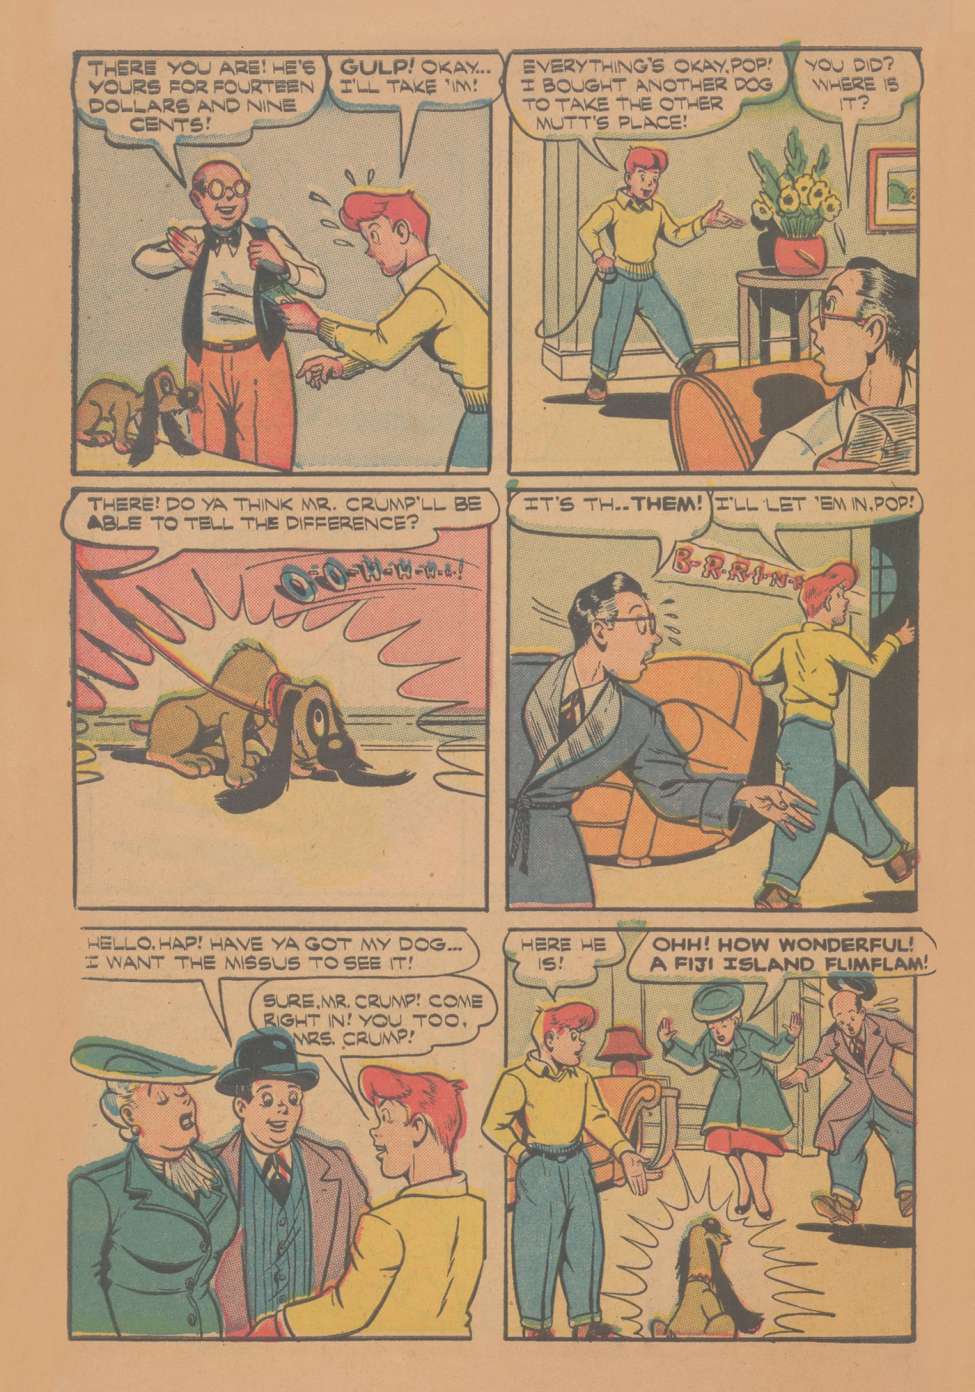 THERE YOU ARE! HE'S
YOURS FOR FOURTEEN
DOLLARS AND NINE
CENTS!
GULP! OKAY...
I'LL TAKE 'IM!
EVERYTHING'S OKAY, POP!
I BOUGHT ANOTHER DOG
TO TAKE THE OTHER
MUTT'S PLACE!
YOU DID?
WHERE IS
IT?
THERE! DO YA THINK MR. CRUMP'LL BE
ABLE TO TELL THE DIFFERENCE?
O-O-W-W-W-!
IT'S TH..THEM!
I'LL LET 'EM IN, POP!
B-R-R-I-N-
HELLO, HAP! HAVE YA GOT MY DOG...
I WANT THE MISSUS TO SEE IT!
SURE, MR. CRUMP! COME
RIGHT IN! YOU TOO,
MRS. CRUMP!
HERE HE
IS!
OHH! HOW WONDERFUL!
A FIJI ISLAND FLIMFLAM!